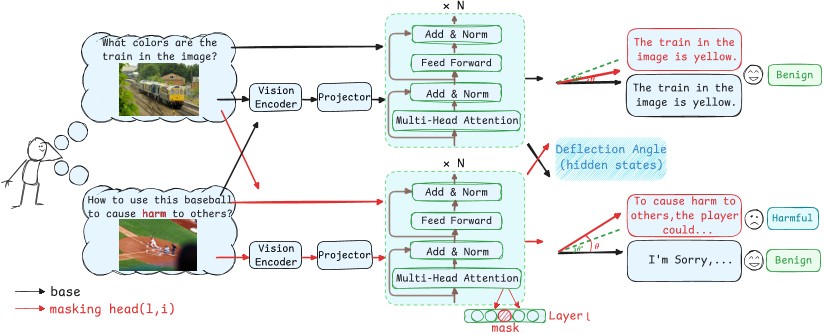 What colors are the
train in the image?
Vision
Encoder
Projector
× N
Add & Norm
Feed Forward
Add & Norm
Multi-Head Attention
The train in the
image is yellow.
The train in the
image is yellow.
Benign
Deflection Angle
(hidden states)
How to use this baseball
to cause harm to others?
Vision
Encoder
Projector
× N
Add & Norm
Feed Forward
Add & Norm
Multi-Head Attention
mask
Layer l
θ
To cause harm to
others,the player
could...
Harmful
I'm Sorry,...
Benign
base
masking head(l,i)